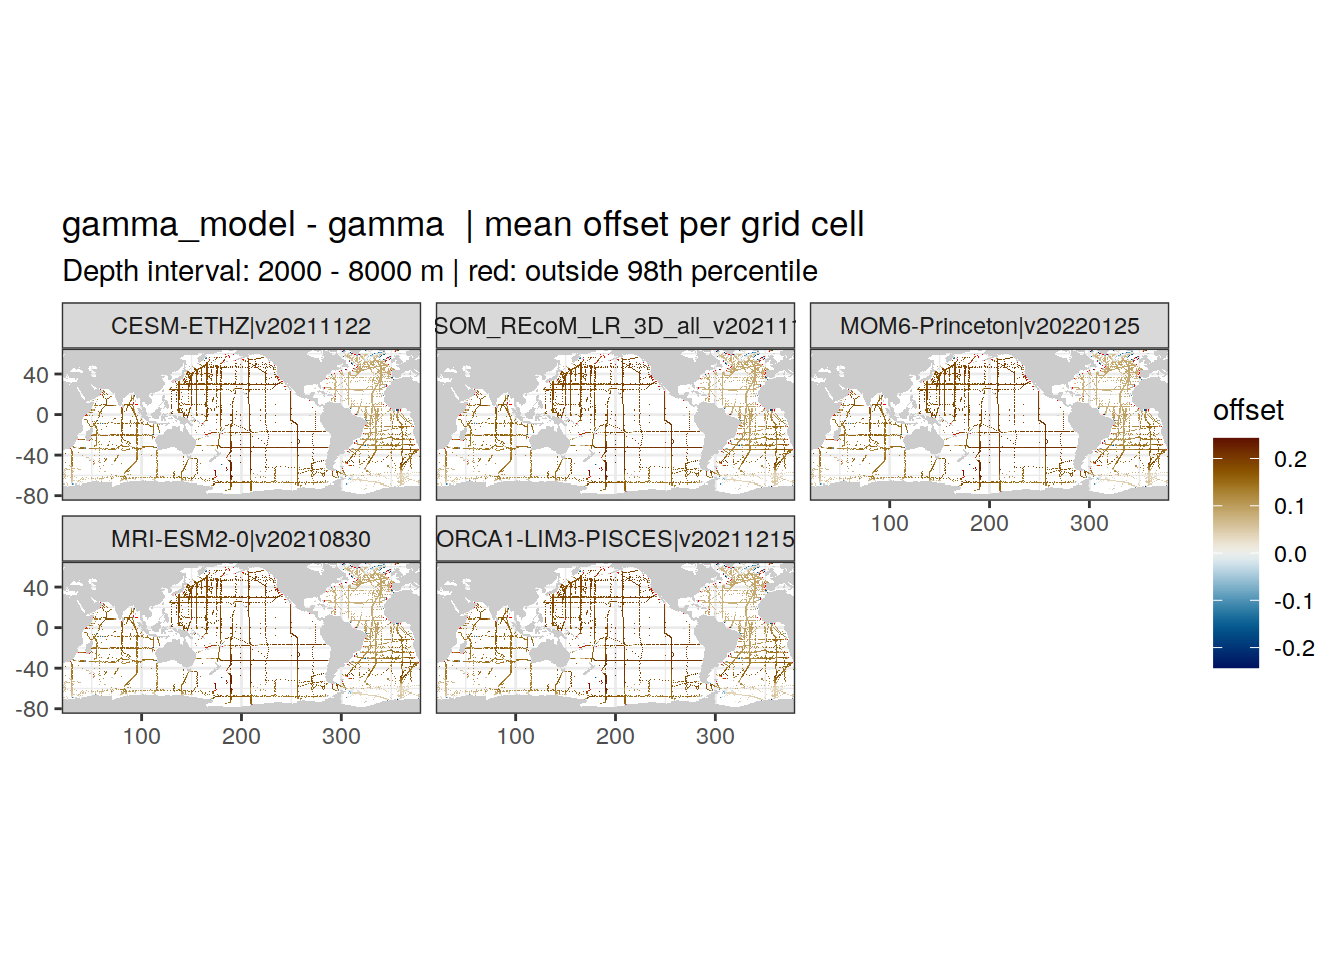 gamma_model - gamma | mean offset per grid cell
Depth interval: 2000 - 8000 m | red: outside 98th percentile
CESM-ETHZ|v20211122
SOM_REcoM_LR_3D_all_v20211
MOM6-Princeton|v20220125
40
0
-40
-80
100
200
300
MRI-ESM2-0|v20210830
ORCA1-LIM3-PISCES|v20211215
40
0
-40
-80
100
200
300
100
200
300
offset
0.2
0.1
0.0
-0.1
-0.2